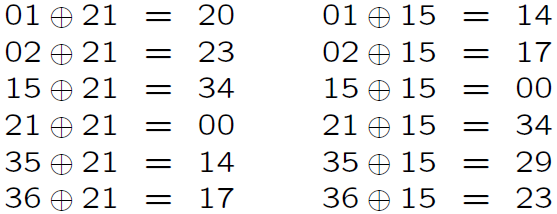 01 ⊕ 21 = 20 01 ⊕ 15 = 14
02 ⊕ 21 = 23 02 ⊕ 15 = 17
15 ⊕ 21 = 34 15 ⊕ 15 = 00
21 ⊕ 21 = 00 21 ⊕ 15 = 34
35 ⊕ 21 = 14 35 ⊕ 15 = 29
36 ⊕ 21 = 17 36 ⊕ 15 = 23